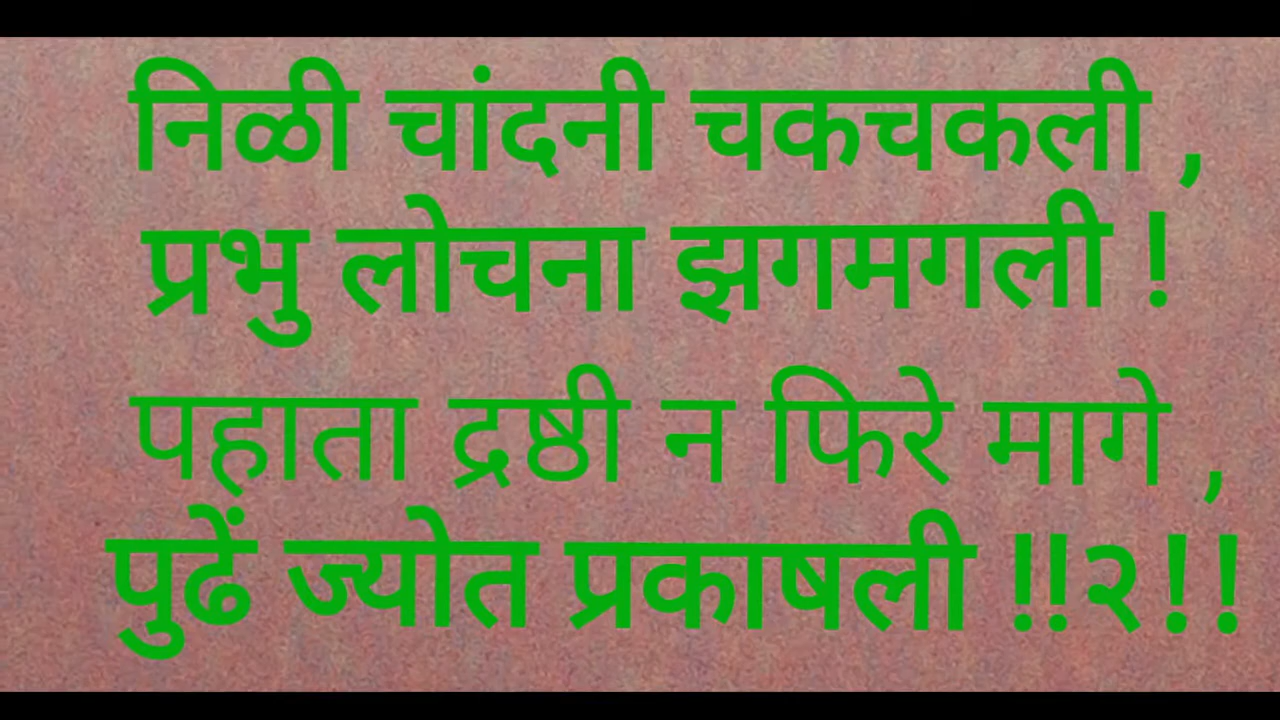 निळी चांदनी चकचकली ,
प्रभु लोचना झगमगली !
पहाता द्रष्ठी न फिरे मागे ,
पुढें ज्योत प्रकाषली !!२!!